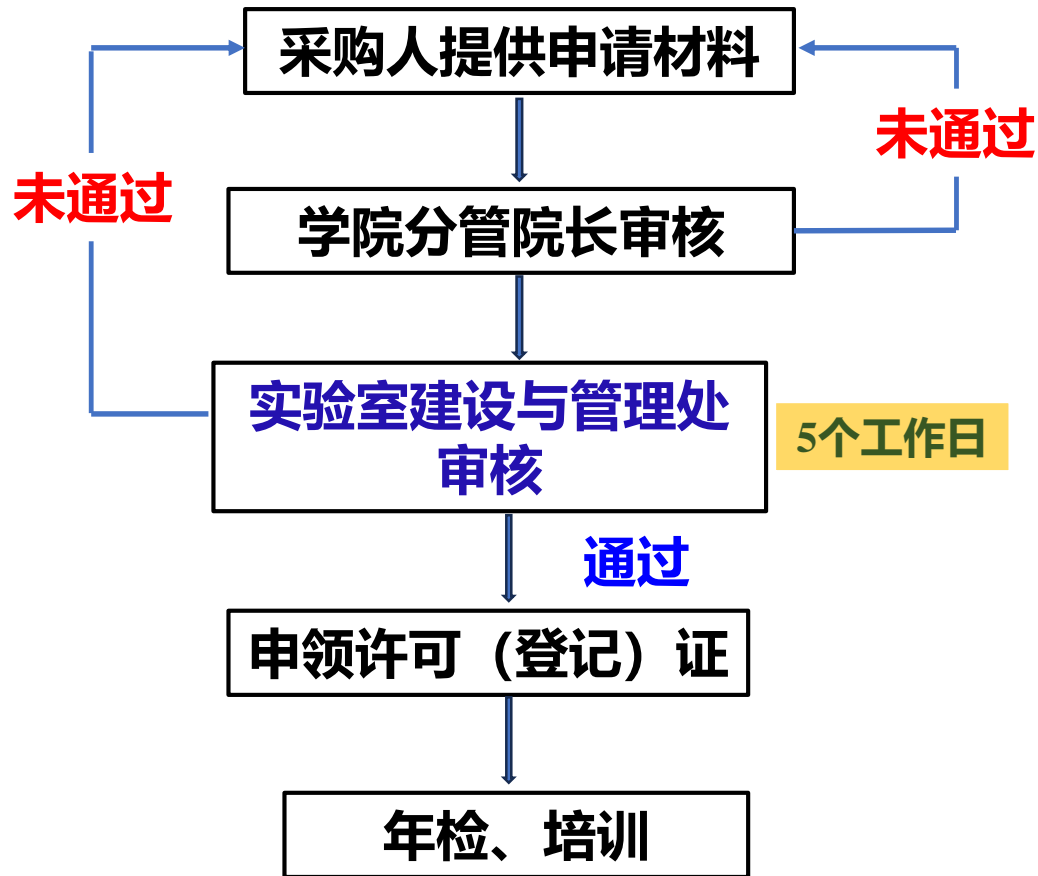 采购人提供申请材料
未通过
未通过
学院分管院长审核
实验室建设与管理处
审核
5个工作日
通过
申领许可（登记）证
年检、培训